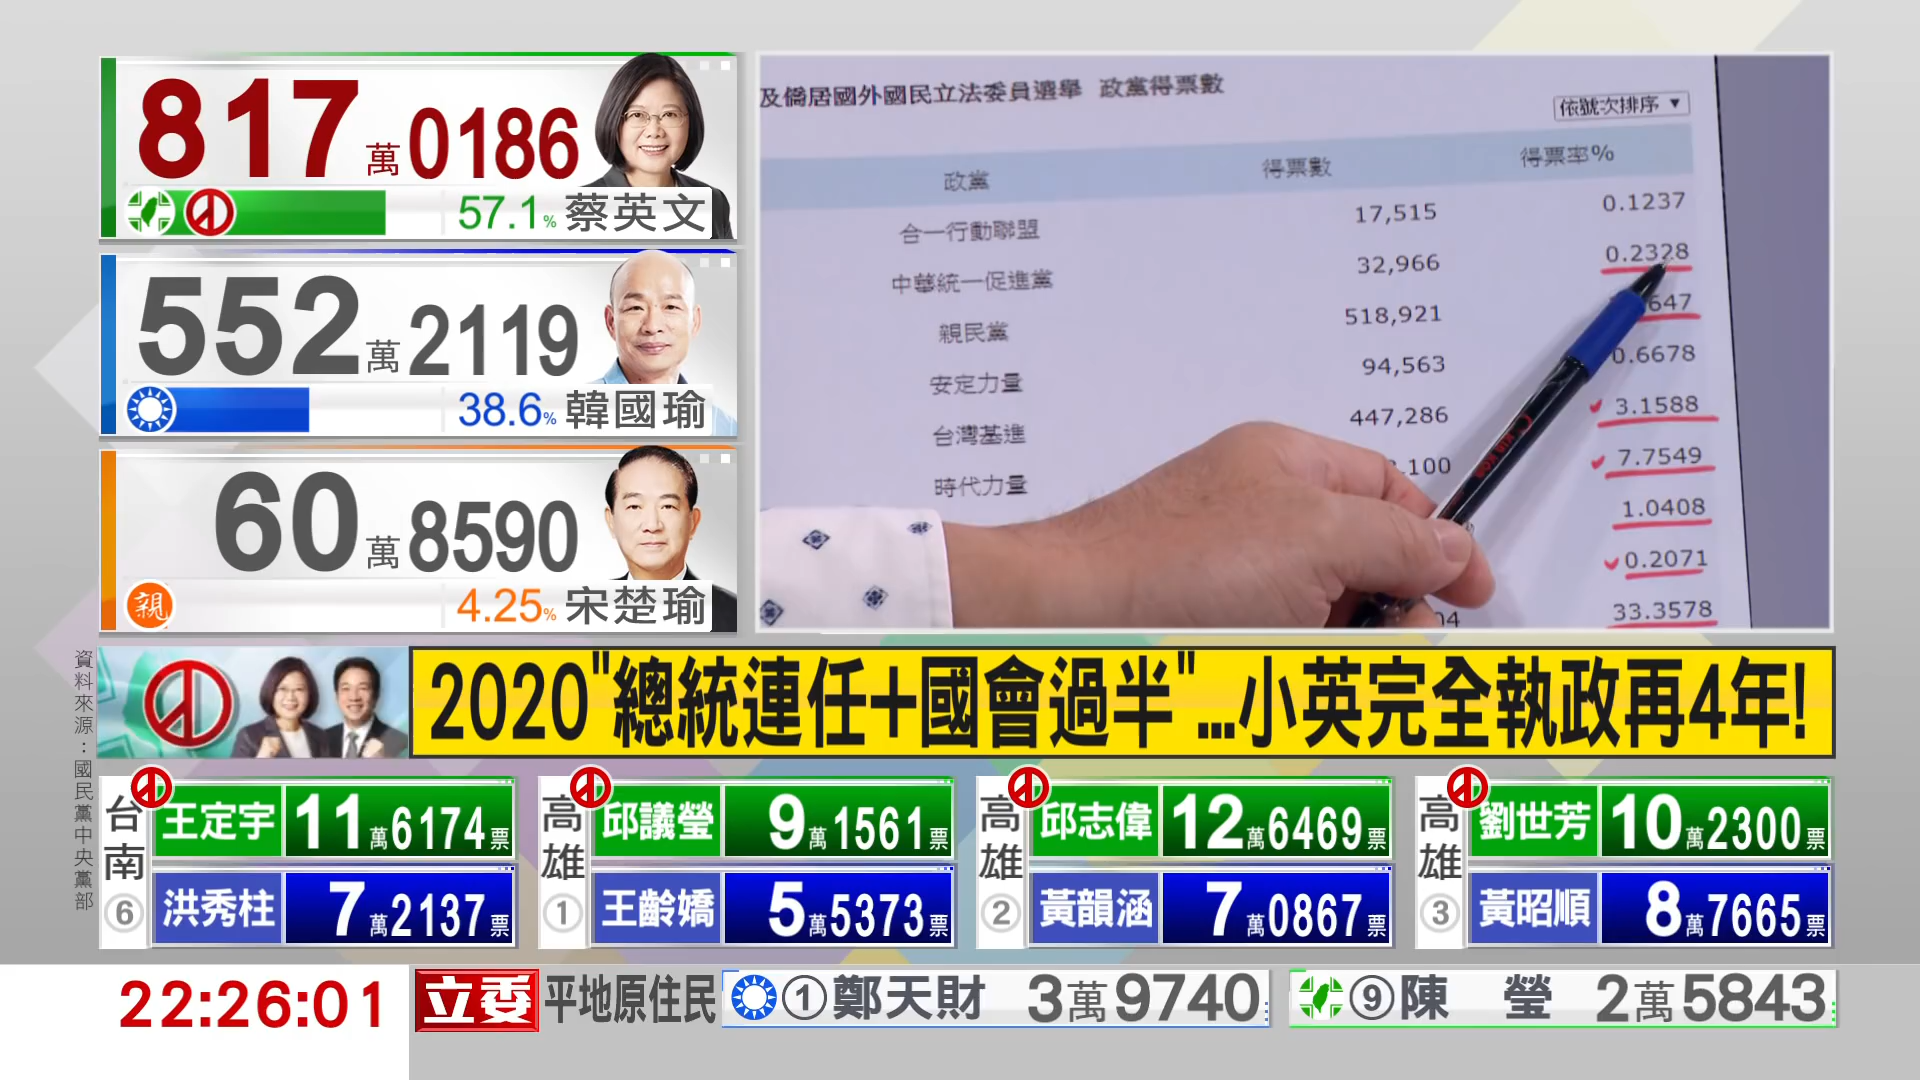 817萬0186
57.1% 蔡英文
552萬2119
38.6% 韓國瑜
60萬8590
親 4.25% 宋楚瑜
及僑居國外國民立法委員選舉 政黨得票數
依號次排序 ▼
政黨 得票數 得票率%
合一行動聯盟 17,515 0.1237
中華統一促進黨 32,966 0.2328
親民黨 518,921 647
安定力量 94,563 0.6678
台灣基進 447,286 3.1588
時代力量 ,100 7.7549
1.0408
0.2071
04 33.3578
資料來源：國民黨中央黨部
2020"總統連任+國會過半"...小英完全執政再4年!
台南⑥
王定宇 11萬6174票
洪秀柱 7萬2137票
高雄①
邱議瑩 9萬1561票
王齡嬌 5萬5373票
高雄②
邱志偉 12萬6469票
黃韻涵 7萬0867票
高雄③
劉世芳 10萬2300票
黃昭順 8萬7665票
22:26:01 立委 平地原住民 ①鄭天財 3萬9740 ⑨陳 瑩 2萬5843